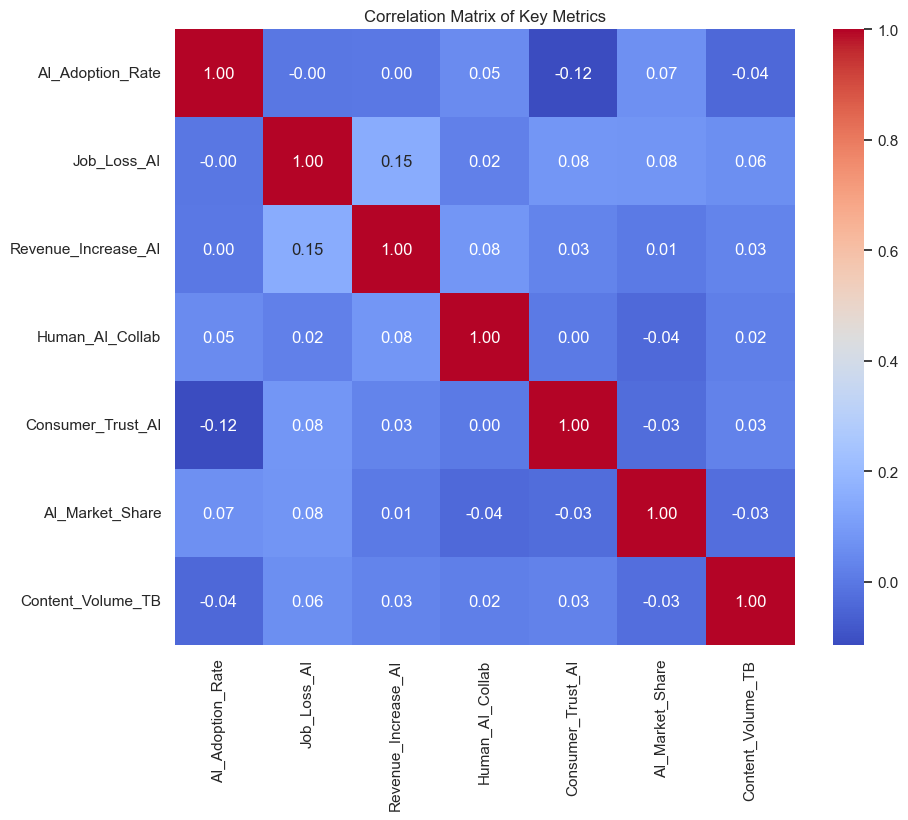 Correlation Matrix of Key Metrics
AI_Adoption_Rate 1.00 -0.00 0.00 0.05 -0.12 0.07 -0.04
Job_Loss_AI -0.00 1.00 0.15 0.02 0.08 0.08 0.06
Revenue_Increase_AI 0.00 0.15 1.00 0.08 0.03 0.01 0.03
Human_AI_Collab 0.05 0.02 0.08 1.00 0.00 -0.04 0.02
Consumer_Trust_AI -0.12 0.08 0.03 0.00 1.00 -0.03 0.03
AI_Market_Share 0.07 0.08 0.01 -0.04 -0.03 1.00 -0.03
Content_Volume_TB -0.04 0.06 0.03 0.02 0.03 -0.03 1.00
AI_Adoption_Rate
Job_Loss_AI
Revenue_Increase_AI
Human_AI_Collab
Consumer_Trust_AI
AI_Market_Share
Content_Volume_TB
1.0
0.8
0.6
0.4
0.2
0.0